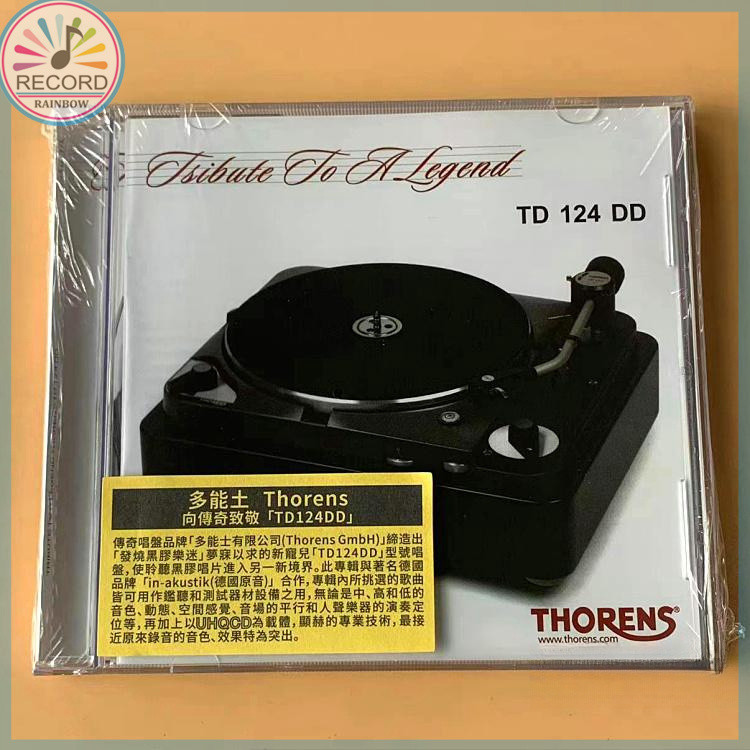 RECORD
RAINBOW
Tribute To A Legend
TD 124 DD
多能士 Thorens
向傳奇致敬「TD124DD」
傳奇唱盤品牌「多能士有限公司(Thorens GmbH)」締造出
「發燒黑膠樂迷」夢寐以求的新寵兒「TD124DD」型號唱
盤,使聆聽黑膠唱片進入另一新境界。此專輯與著名德國
品牌「in-akustik(德國原音)」合作,專輯內所挑選的歌曲
皆可用作鑑聽和測試器材設備之用,無論是中、高和低的
音色、動態、空間感覺、音場的平行和人聲樂器的演奏定
位等,再加上以UHQCD為載體,顯赫的專業技術,最接
近原來錄音的音色、效果特為突出。
THORENS®
www.thorens.com